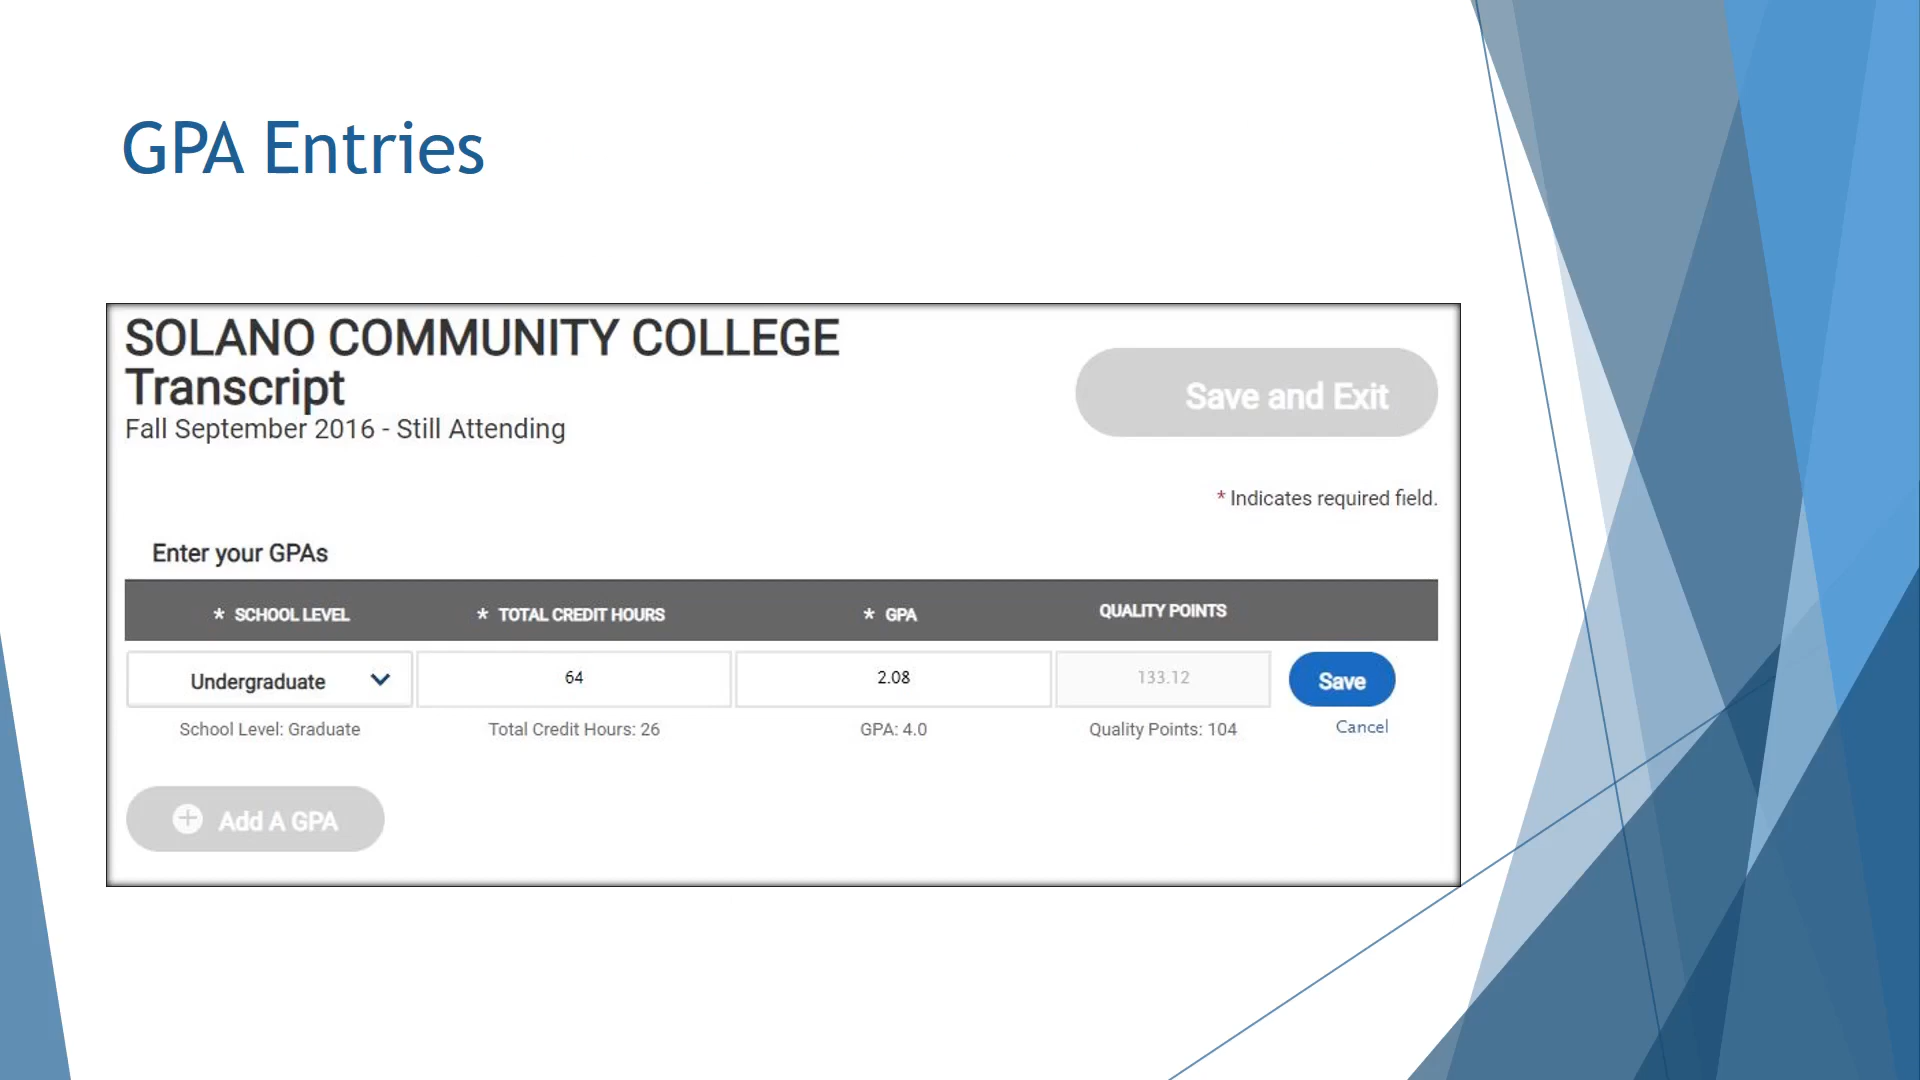 GPA Entries
SOLANO COMMUNITY COLLEGE
Transcript
Fall September 2016 - Still Attending
Save and Exit
* Indicates required field.
Enter your GPAs
* SCHOOL LEVEL * TOTAL CREDIT HOURS * GPA QUALITY POINTS
Undergraduate 64 2.08 133.12 Save
School Level: Graduate Total Credit Hours: 26 GPA: 4.0 Quality Points: 104 Cancel
Add A GPA